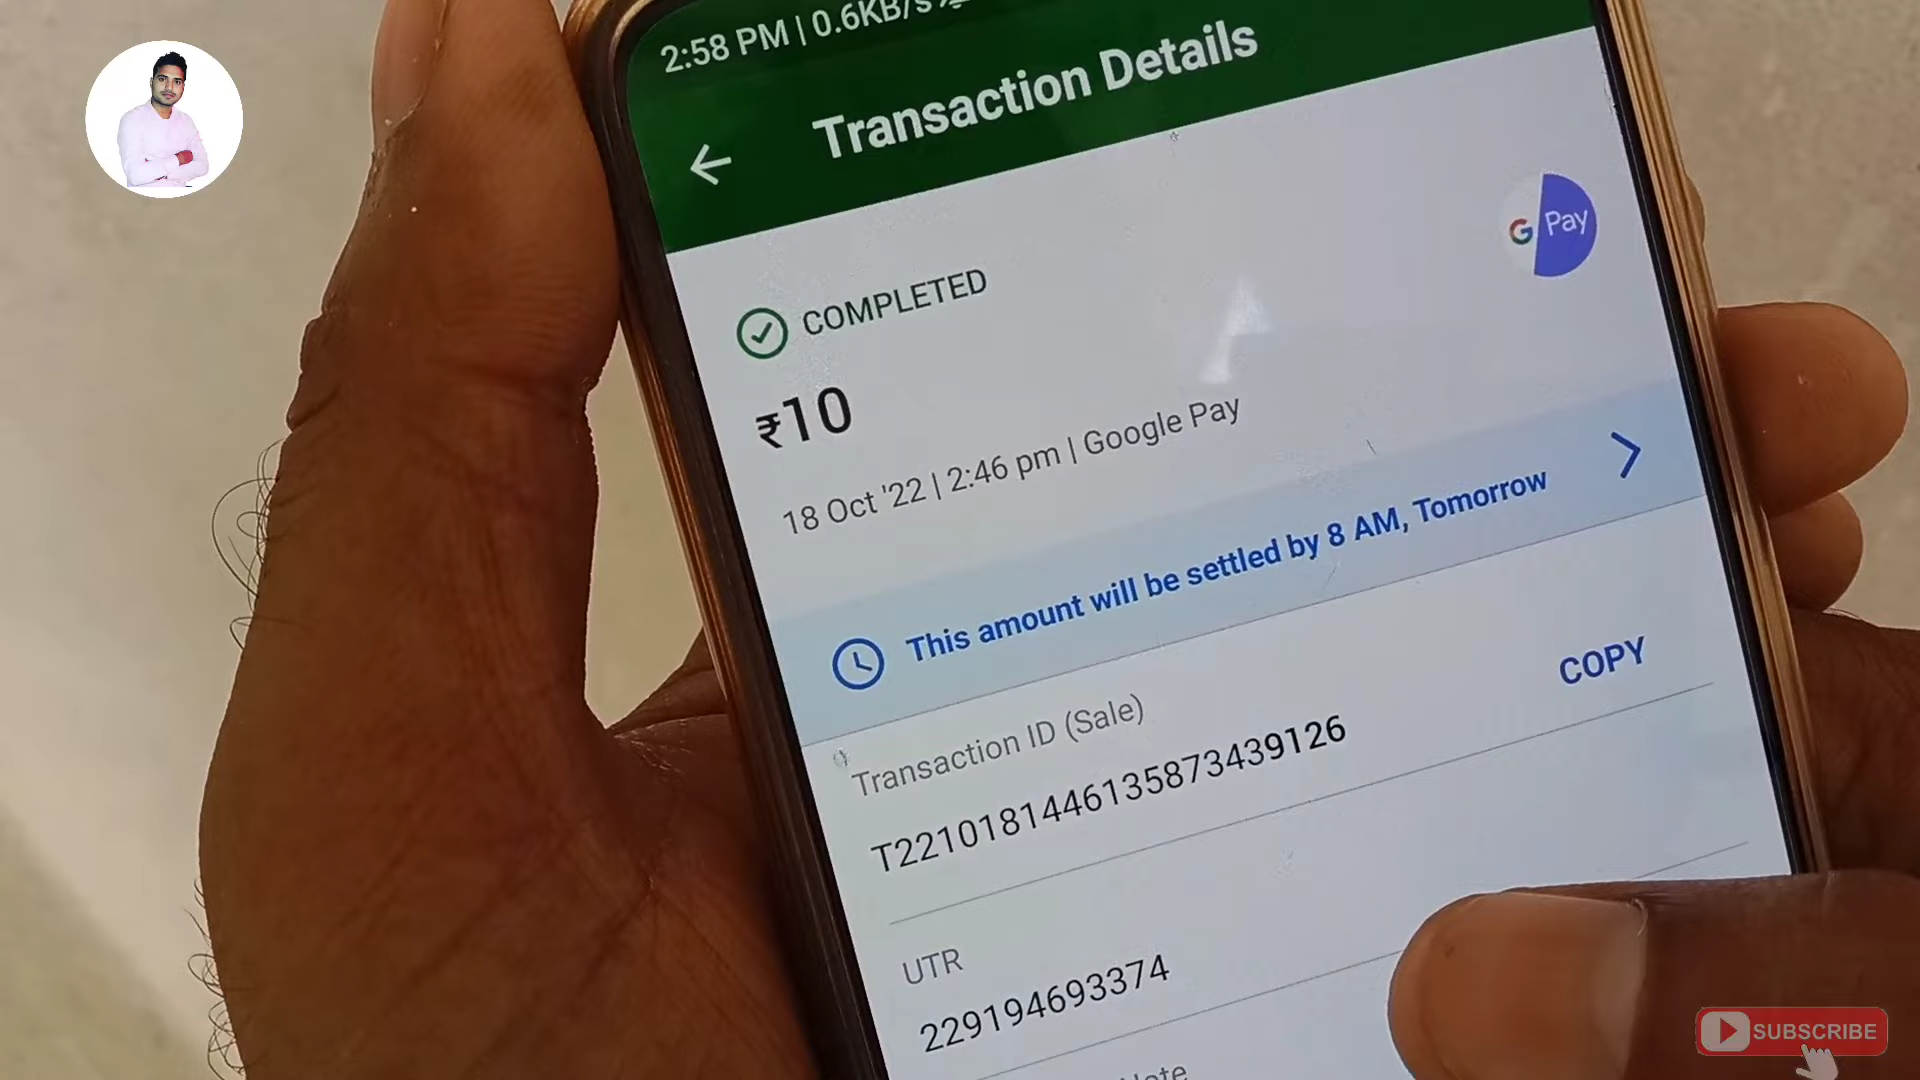 2:58 PM | 0.6KB/s
Transaction Details
G Pay
COMPLETED
₹10
18 Oct '22 | 2:46 pm | Google Pay
This amount will be settled by 8 AM, Tomorrow
Transaction ID (Sale)
COPY
T2210181446135873439126
UTR
229194693374
SUBSCRIBE